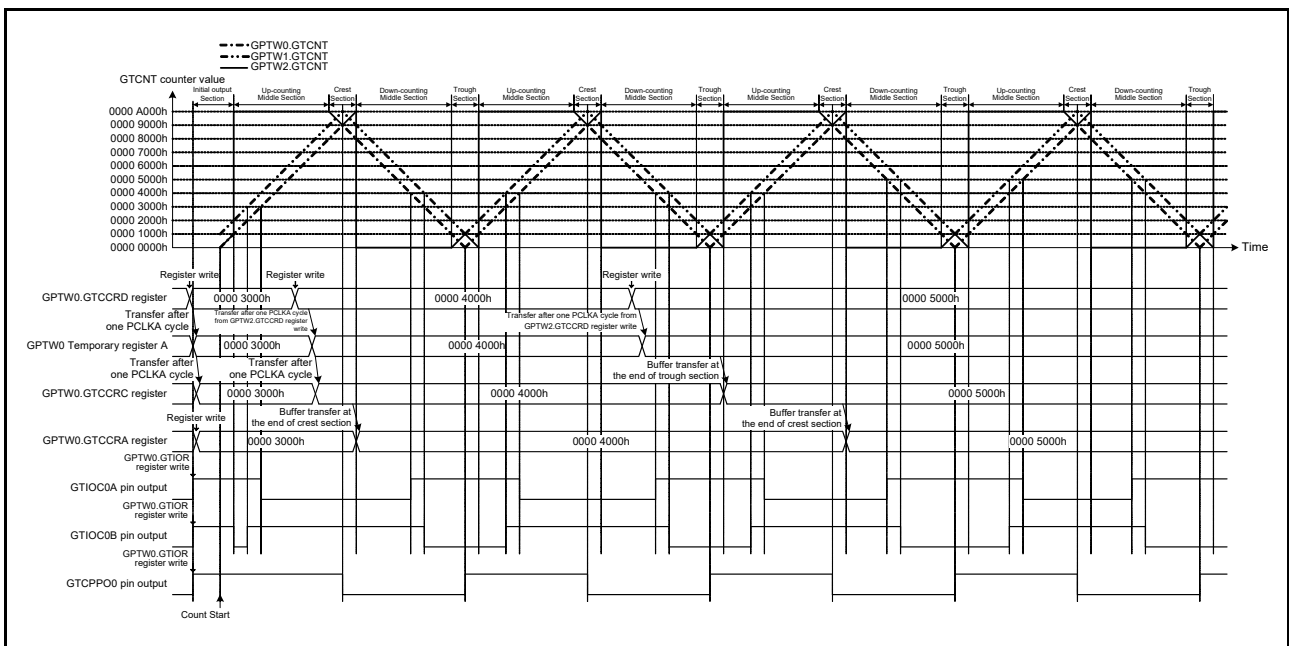 GPTW0.GTCNT
GPTW1.GTCNT
GPTW2.GTCNT
GTCNT counter value
Initial output
Section
Up-counting
Middle Section
Crest
Section
Down-counting
Middle Section
Trough
Section
Up-counting
Middle Section
Crest
Section
Down-counting
Middle Section
Trough
Section
Up-counting
Middle Section
Crest
Section
Down-counting
Middle Section
Trough
Section
Up-counting
Middle Section
Crest
Section
Down-counting
Middle Section
Trough
Section
0000 A000h
0000 9000h
0000 8000h
0000 7000h
0000 6000h
0000 5000h
0000 4000h
0000 3000h
0000 2000h
0000 1000h
0000 0000h
Time
Register write
Register write
Register write
GPTW0.GTCCRD register
0000 3000h
0000 4000h
0000 5000h
Transfer after
one PCLKA cycle
Transfer after one PCLKA cycle
from GPTW2.GTCCRD register
write
Transfer after one PCLKA cycle from
GPTW2.GTCCRD register write
GPTW0 Temporary register A
0000 3000h
0000 4000h
0000 5000h
Transfer after
one PCLKA cycle
Transfer after
one PCLKA cycle
Buffer transfer at
the end of trough section
GPTW0.GTCCRC register
0000 3000h
0000 4000h
0000 5000h
Register write
Buffer transfer at
the end of crest section
Buffer transfer at
the end of crest section
GPTW0.GTCCRA register
0000 3000h
0000 4000h
0000 5000h
GPTW0.GTIOR
register write
GTIOC0A pin output
GPTW0.GTIOR
register write
GTIOC0B pin output
GPTW0.GTIOR
register write
GTCPPO0 pin output
Count Start